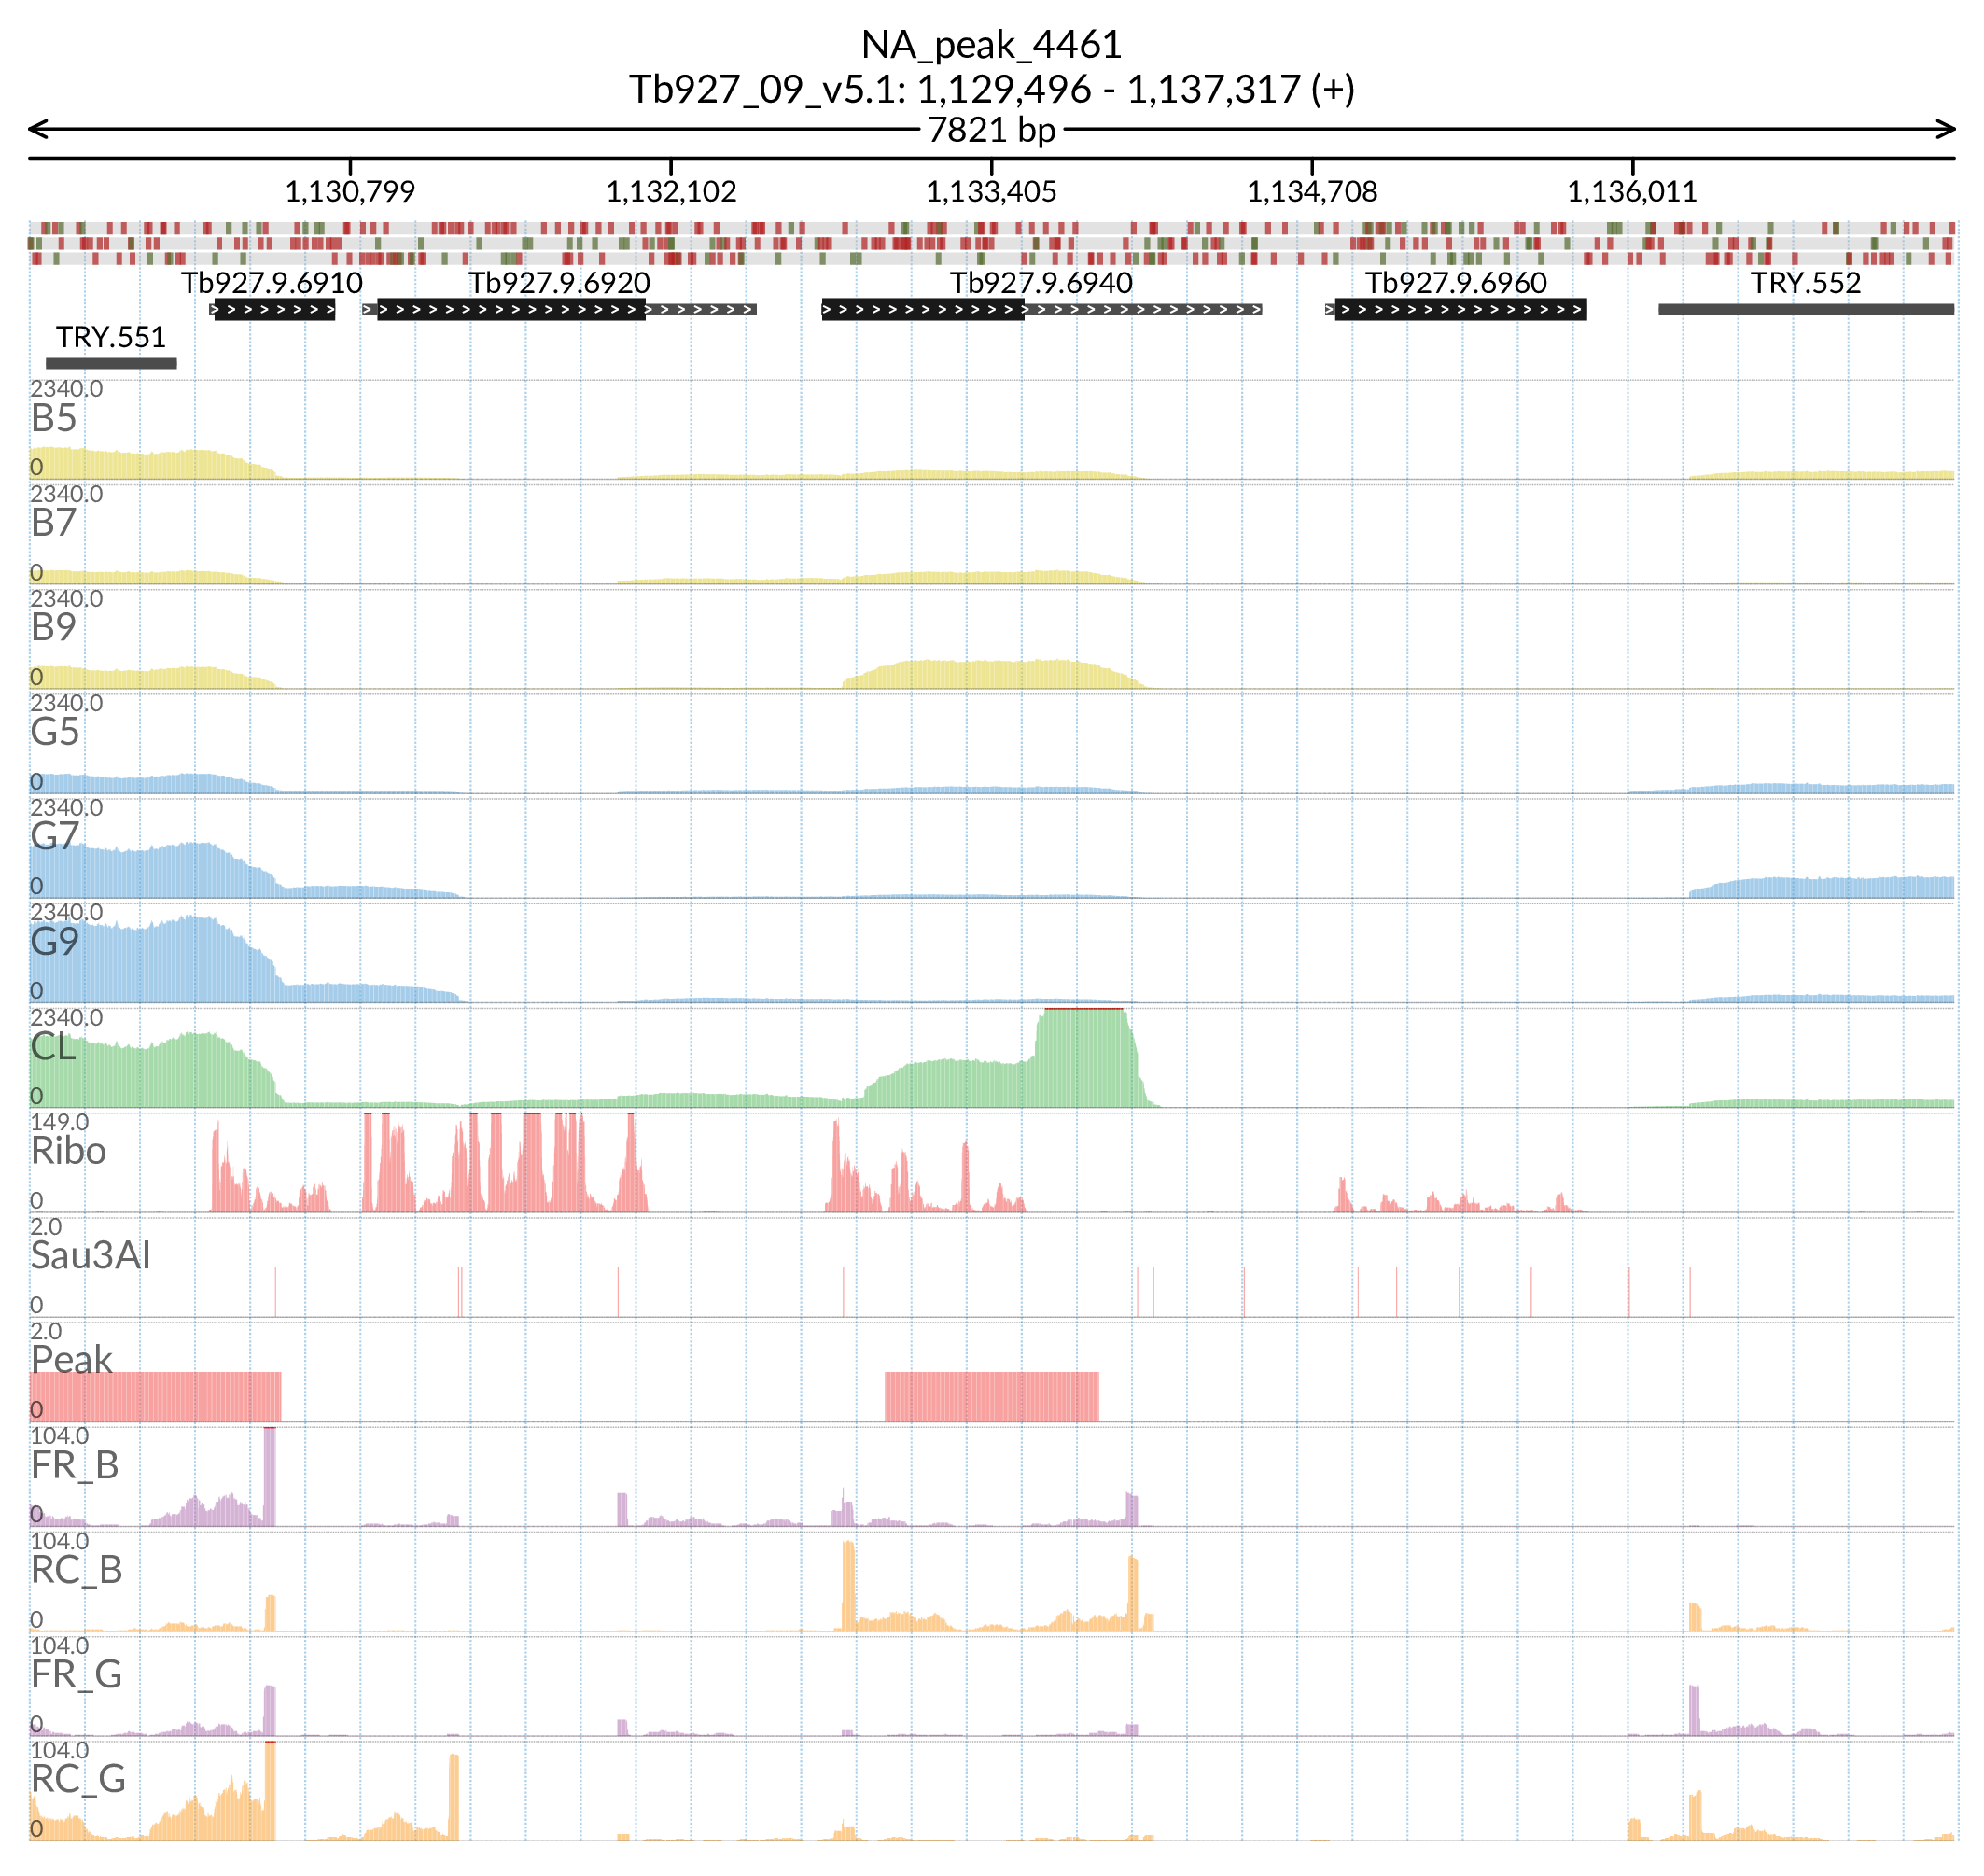 NA_peak_4461
Tb927_09_v5.1: 1,129,496 - 1,137,317 (+)
7821 bp
1,130,799 1,132,102 1,133,405 1,134,708 1,136,011
Tb927.9.6910 Tb927.9.6920 Tb927.9.6940 Tb927.9.6960 TRY.552
TRY.551
2340.0
B5
0
2340.0
B7
0
2340.0
B9
0
2340.0
G5
0
2340.0
G7
0
2340.0
G9
0
2340.0
CL
0
149.0
Ribo
0
2.0
Sau3AI
0
2.0
Peak
0
104.0
FR_B
0
104.0
RC_B
0
104.0
FR_G
0
104.0
RC_G
0